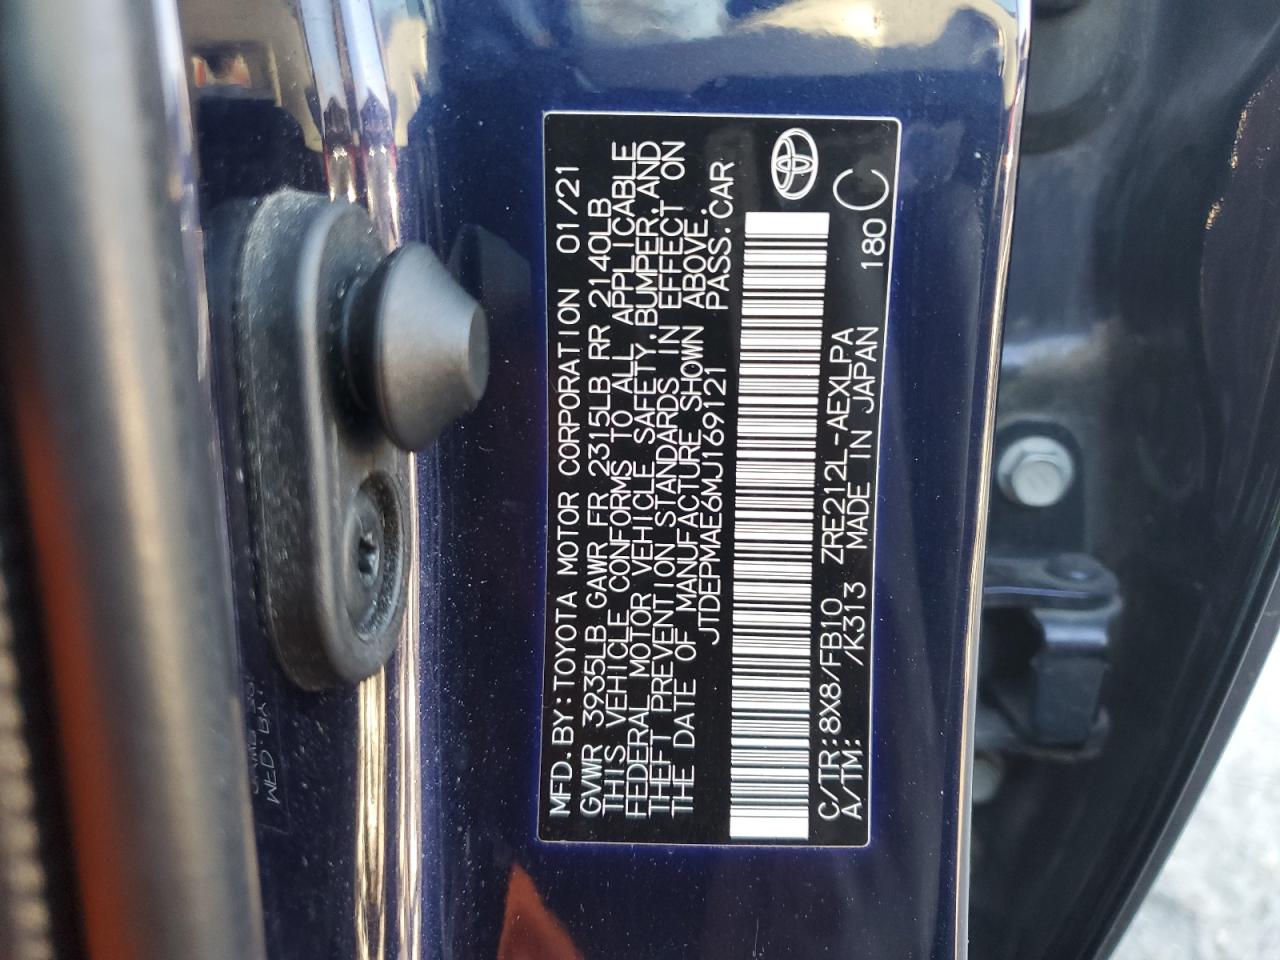 MFD.BY:TOYOTA MOTOR CORPORATION 01/21
GVWR 3935LB GAWR FR 2315LB RR 2140LB
THIS VEHICLE CONFORMS TO ALL APPLICABLE
FEDERAL MOTOR VEHICLE SAFETY,BUMPER,AND
THEFT PREVENTION STANDARDS IN EFFECT ON
THE DATE OF MANUFACTURE SHOWN ABOVE.
JTDEPMAE6MJ169121 PASS.CAR
C/TR:8X8/FB10 ZRE212L-AEXLPA 180 C
A/TM: /K313 MADE IN JAPAN